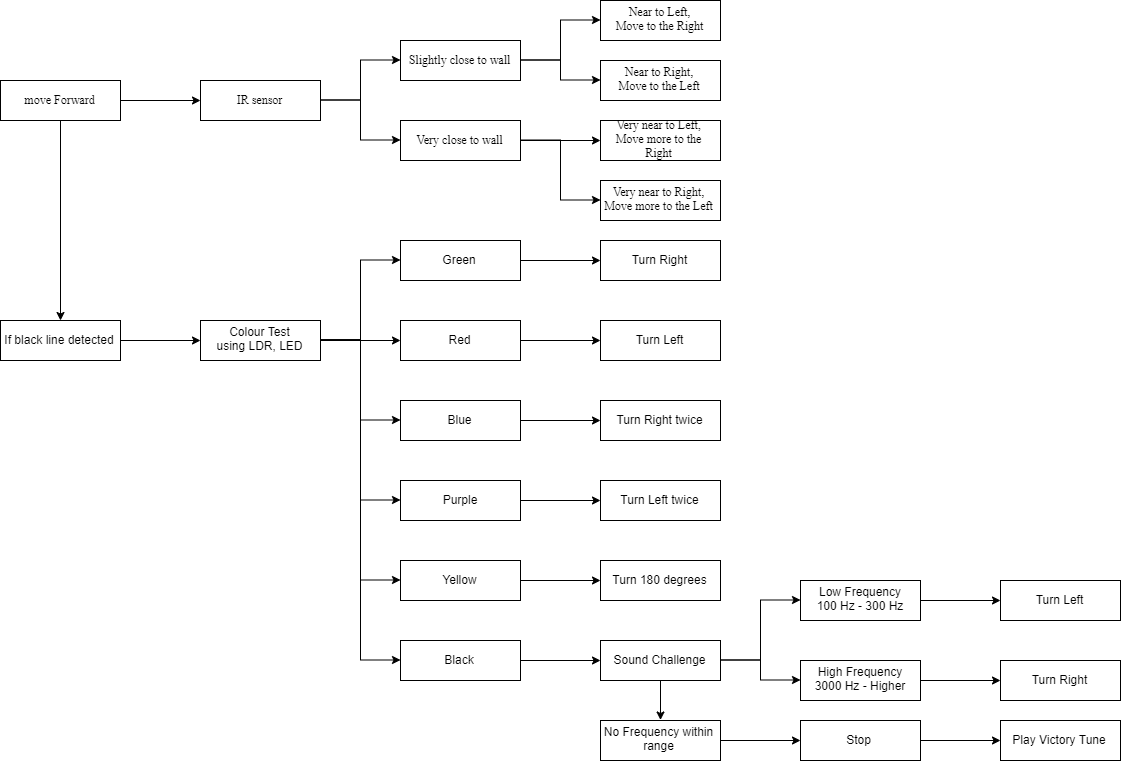 Near to Left,
Move to the Right
Slightly close to wall
Near to Right,
Move to the Left
move Forward
IR sensor
Very near to Left,
Move more to the
Right
Very close to wall
Very near to Right,
Move more to the Left
Green
Turn Right
If black line detected
Colour Test
using LDR, LED
Red
Turn Left
Blue
Turn Right twice
Purple
Turn Left twice
Yellow
Turn 180 degrees
Low Frequency
100 Hz - 300 Hz
Turn Left
Black
Sound Challenge
High Frequency
3000 Hz - Higher
Turn Right
No Frequency within
range
Stop
Play Victory Tune